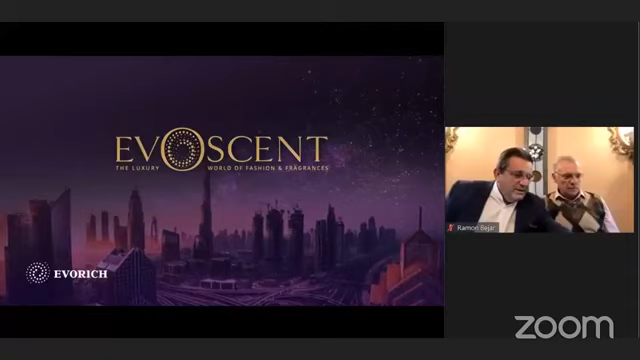 EVOSCENT
THE LUXURY WORLD OF FASHION & FRAGRANCES
EVORICH
Ramon Bejar
zoom